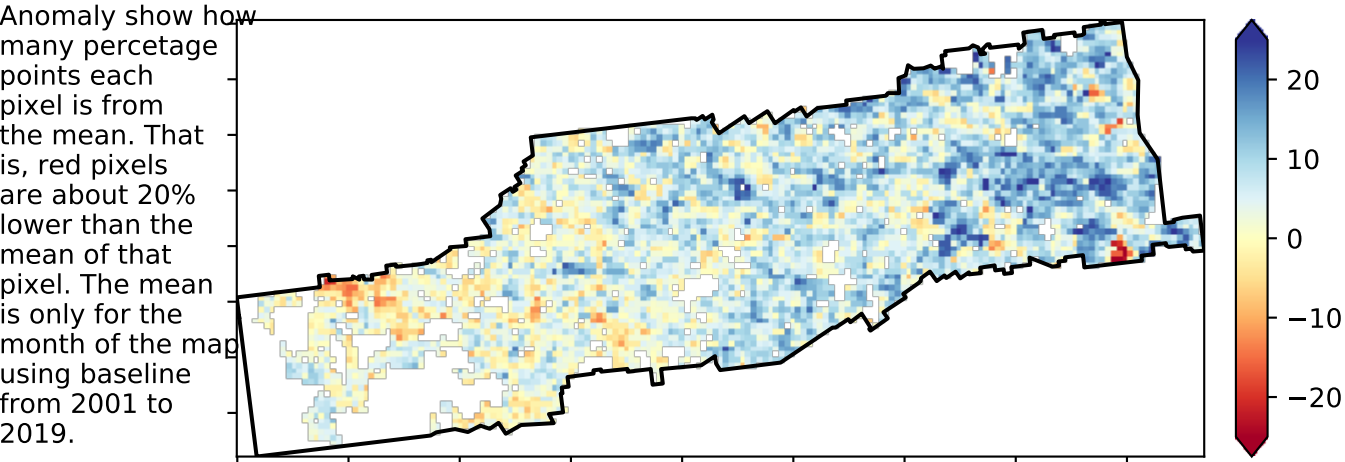 Anomaly show how
many percetage
points each
pixel is from
the mean. That
is, red pixels
are about 20%
lower than the
mean of that
pixel. The mean
is only for the
month of the map
using baseline
from 2001 to
2019.
20
10
0
−10
−20